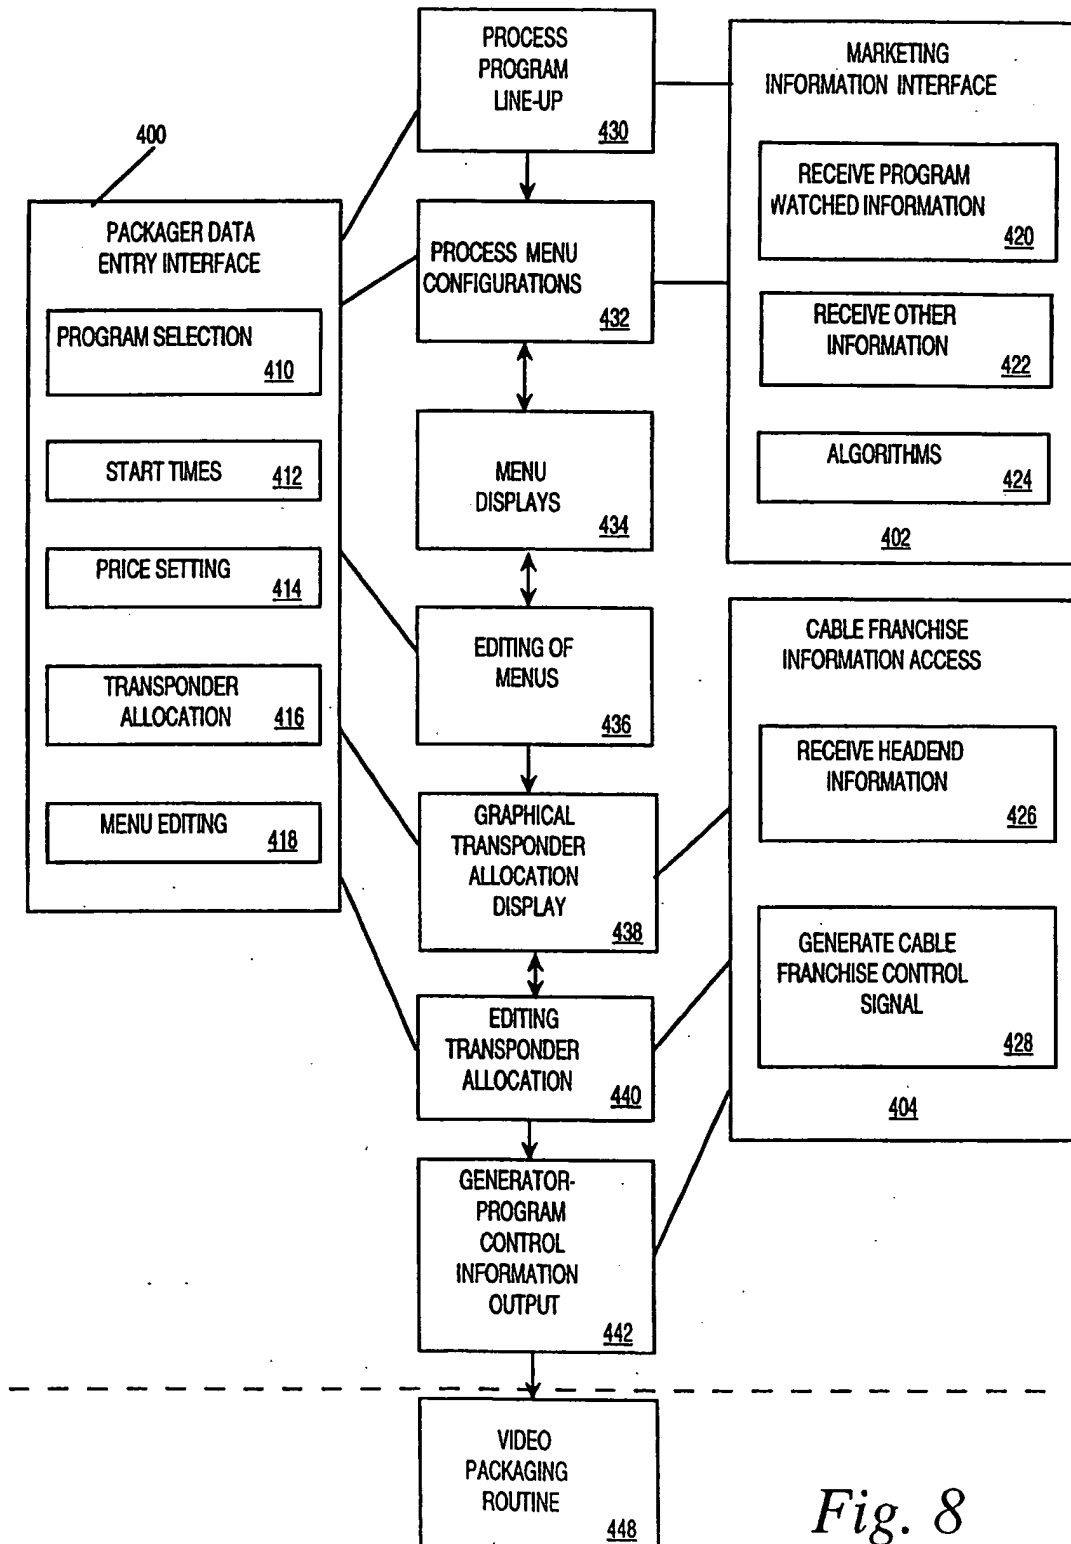 PROCESS
PROGRAM
LINE-UP
430
MARKETING
INFORMATION INTERFACE
RECEIVE PROGRAM
WATCHED INFORMATION
420
RECEIVE OTHER
INFORMATION
422
ALGORITHMS
424
402
400
PACKAGER DATA
ENTRY INTERFACE
PROGRAM SELECTION
410
START TIMES
412
PRICE SETTING
414
TRANSPONDER
ALLOCATION
416
MENU EDITING
418
PROCESS MENU
CONFIGURATIONS
432
MENU
DISPLAYS
434
EDITING OF
MENUS
436
GRAPHICAL
TRANSPONDER
ALLOCATION
DISPLAY
438
EDITING
TRANSPONDER
ALLOCATION
440
GENERATOR-
PROGRAM
CONTROL
INFORMATION
OUTPUT
442
CABLE FRANCHISE
INFORMATION ACCESS
RECEIVE HEADEND
INFORMATION
426
GENERATE CABLE
FRANCHISE CONTROL
SIGNAL
428
404
VIDEO
PACKAGING
ROUTINE
448
Fig. 8